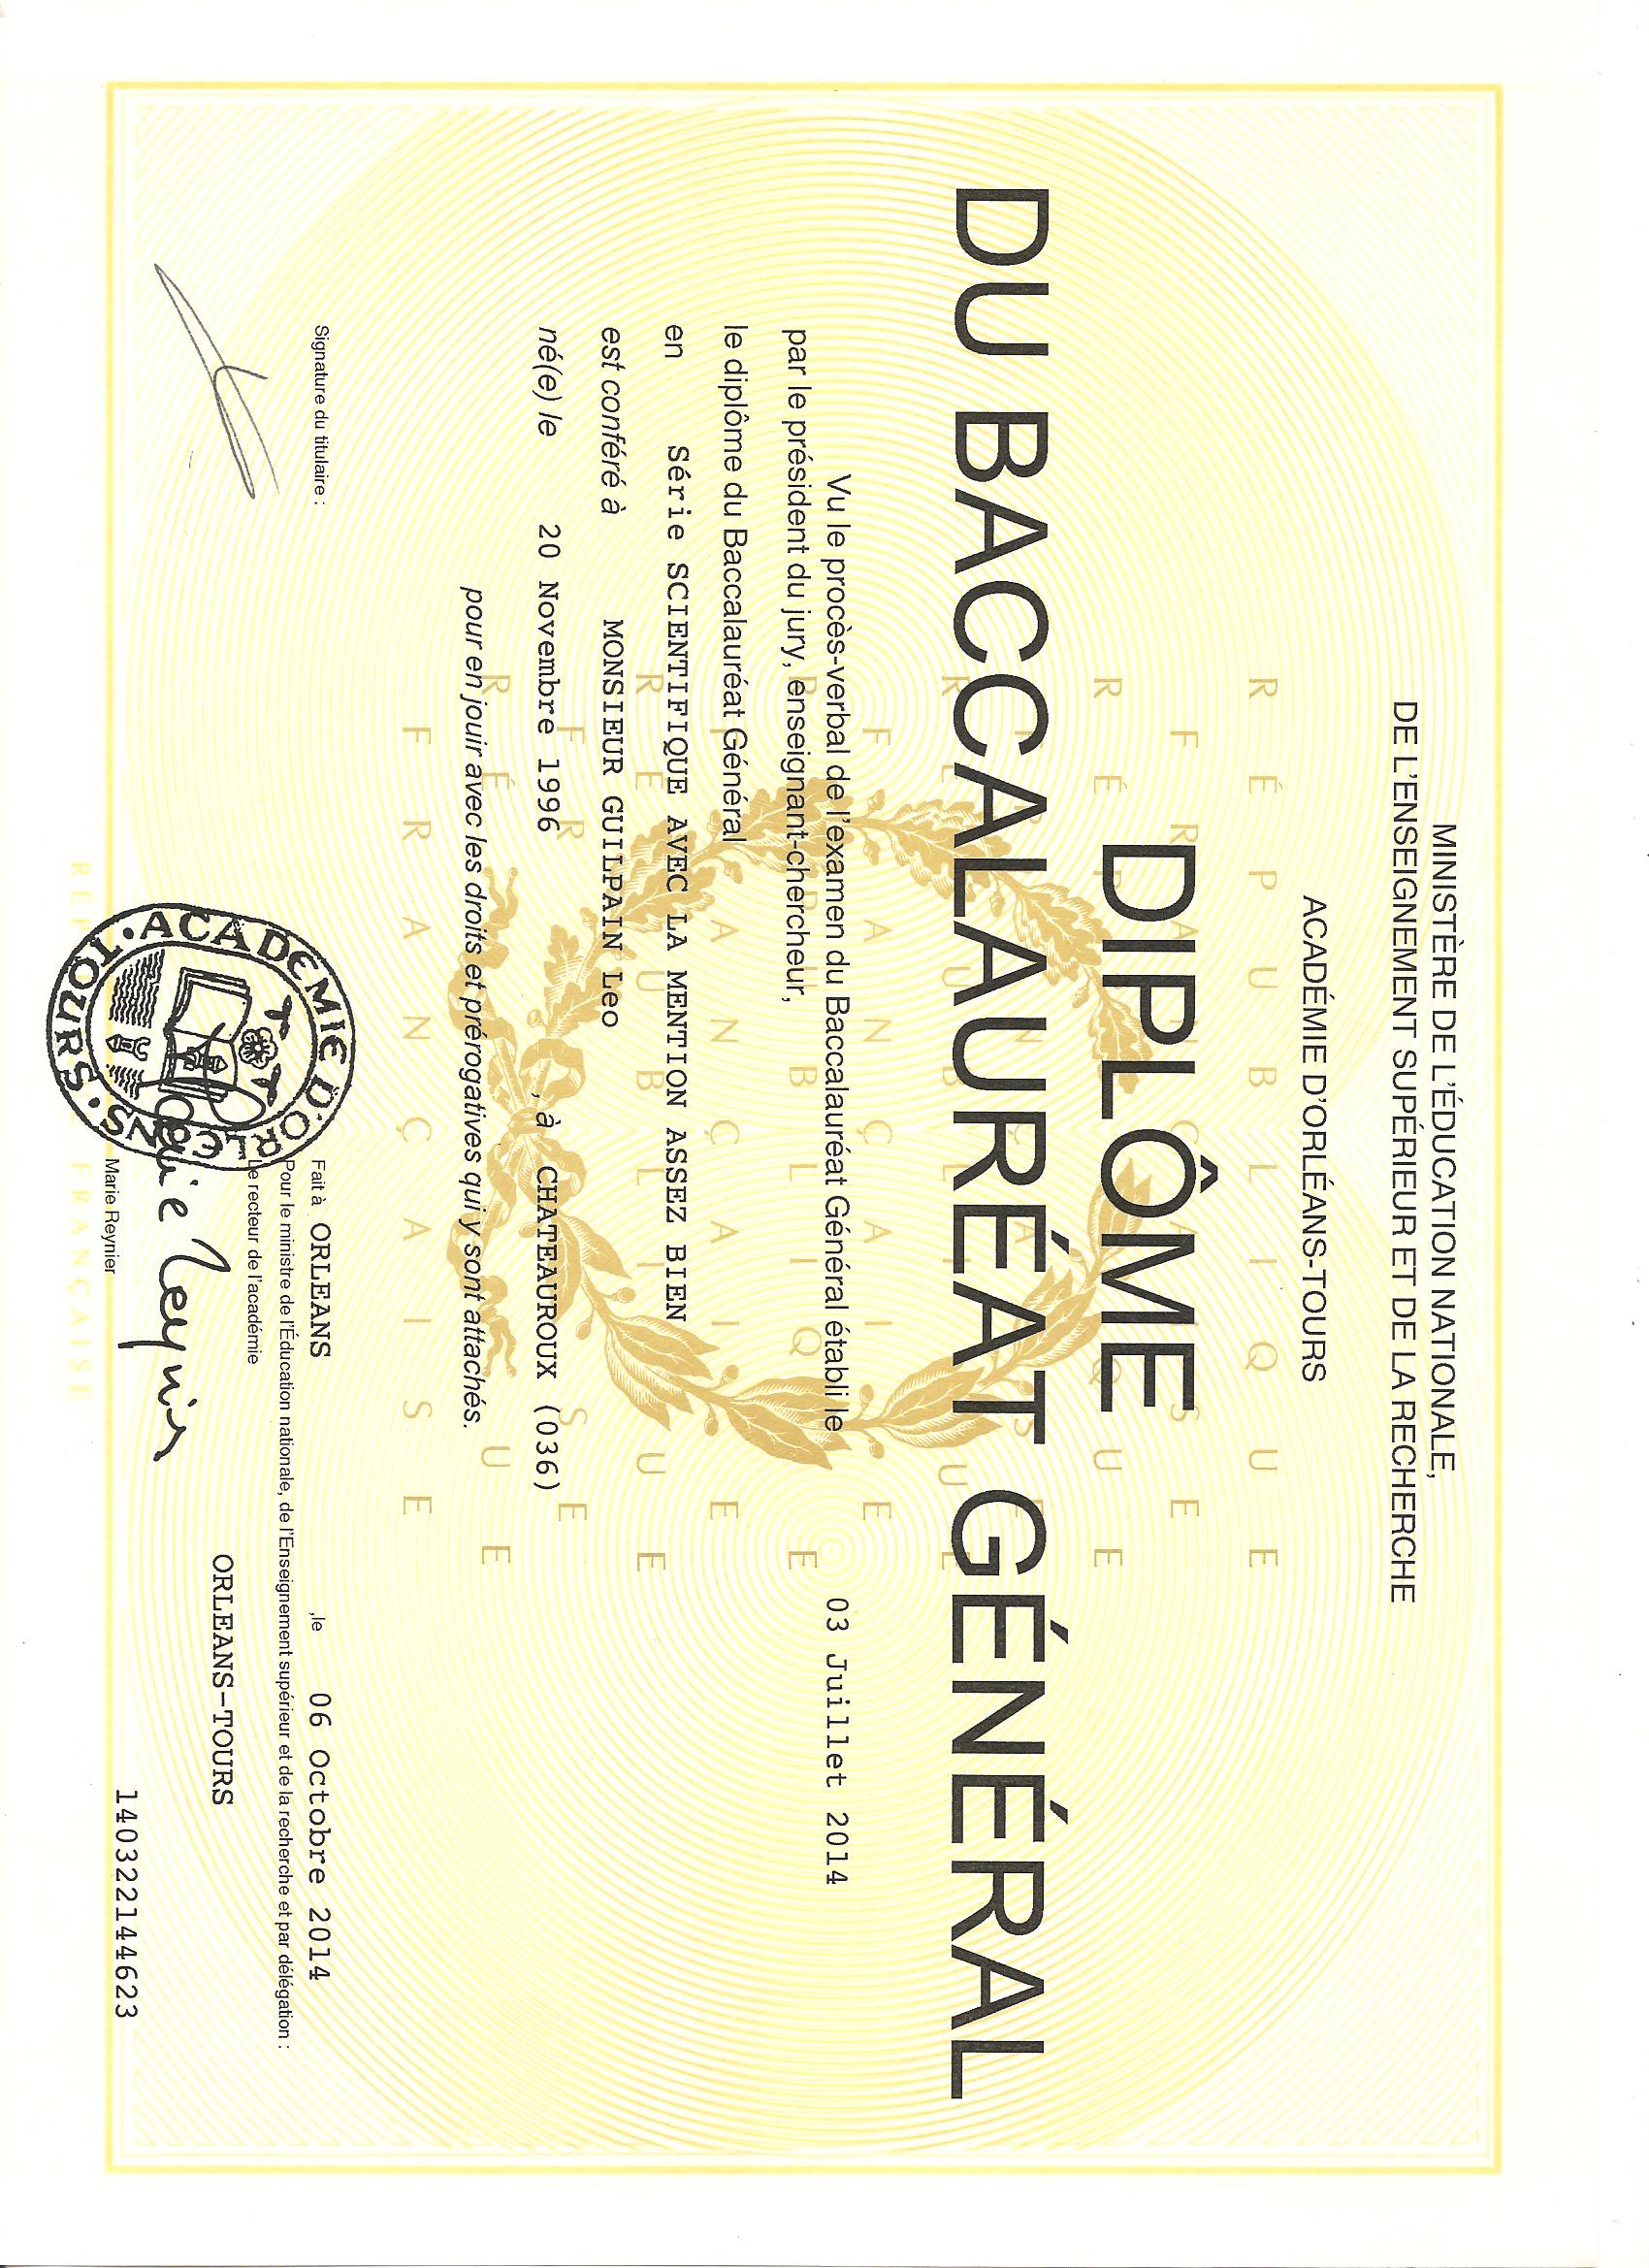 MINISTÈRE DE L'ÉDUCATION NATIONALE,
DE L'ENSEIGNEMENT SUPÉRIEUR ET DE LA RECHERCHE
ACADÉMIE D'ORLÉANS-TOURS
RÉPUBLIQUE
FRANÇAISE
DIPLÔME
DU BACCALAURÉAT GÉNÉRAL
Vu le procès-verbal de l'examen du Baccalauréat Général établi le 03 Juillet 2014
par le président du jury, enseignant-chercheur,
le diplôme du Baccalauréat Général
en Série SCIENTIFIQUE AVEC LA MENTION ASSEZ BIEN
est conféré à MONSIEUR GUILPAIN Leo
né(e) le 20 Novembre 1996 , à CHATEAUROUX (036)
pour en jouir avec les droits et prérogatives qui y sont attachés.
FRANÇAISE
Signature du titulaire :
Fait à ORLEANS ,le 06 Octobre 2014
Pour le ministre de l'Éducation nationale, de l'Enseignement supérieur et de la recherche et par délégation :
Le recteur de l'académie
ORLEANS-TOURS
ACADEMIE D'ORLEANS • TOURS •
Marie Reynier
Marie Reynier
140322144623
RÉPUBLIQUE FRANÇAISE